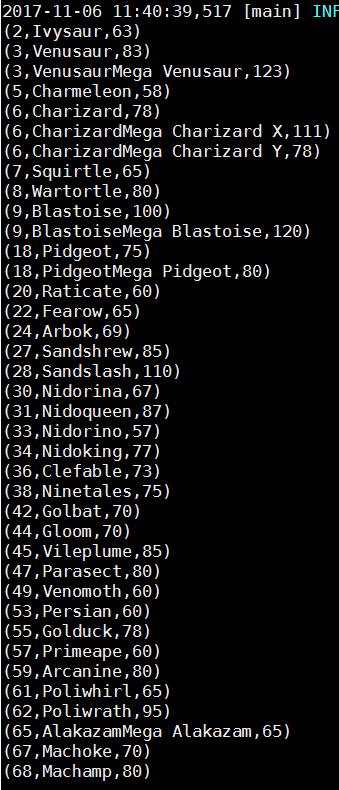 2017-11-06 11:40:39,517 [main] INF
(2,Ivysaur,63)
(3,Venusaur,83)
(3,VenusaurMega Venusaur,123)
(5,Charmeleon,58)
(6,Charizard,78)
(6,CharizardMega Charizard X,111)
(6,CharizardMega Charizard Y,78)
(7,Squirtle,65)
(8,Wartortle,80)
(9,Blastoise,100)
(9,BlastoiseMega Blastoise,120)
(18,Pidgeot,75)
(18,PidgeotMega Pidgeot,80)
(20,Raticate,60)
(22,Fearow,65)
(24,Arbok,69)
(27,Sandshrew,85)
(28,Sandslash,110)
(30,Nidorina,67)
(31,Nidoqueen,87)
(33,Nidorino,57)
(34,Nidoking,77)
(36,Clefable,73)
(38,Ninetales,75)
(42,Golbat,70)
(44,Gloom,70)
(45,Vileplume,85)
(47,Parasect,80)
(49,Venomoth,60)
(53,Persian,60)
(55,Golduck,78)
(57,Primeape,60)
(59,Arcanine,80)
(61,Poliwhirl,65)
(62,Poliwrath,95)
(65,AlakazamMega Alakazam,65)
(67,Machoke,70)
(68,Machamp,80)